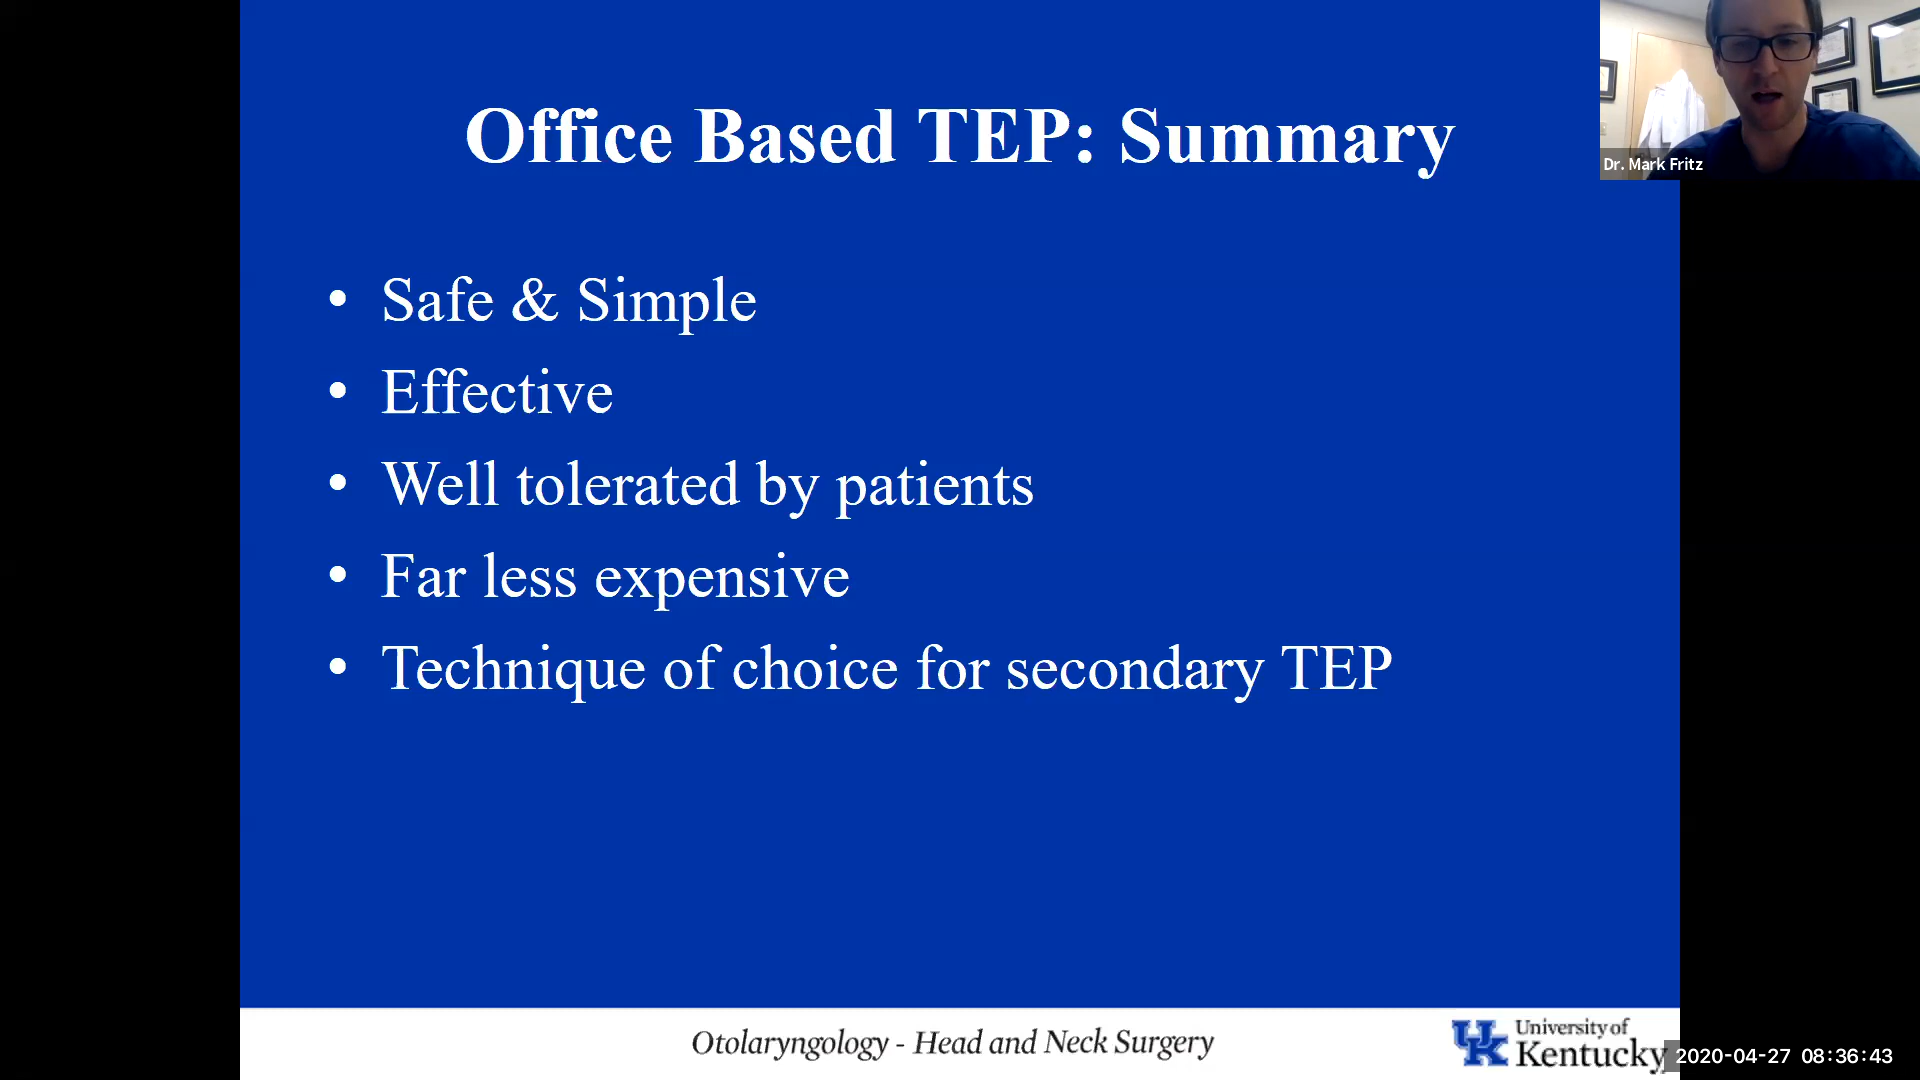 Office Based TEP: Summary
Dr. Mark Fritz
• Safe & Simple
• Effective
• Well tolerated by patients
• Far less expensive
• Technique of choice for secondary TEP
Otolaryngology - Head and Neck Surgery
UK
University of
Kentucky
2020-04-27 08:36:43